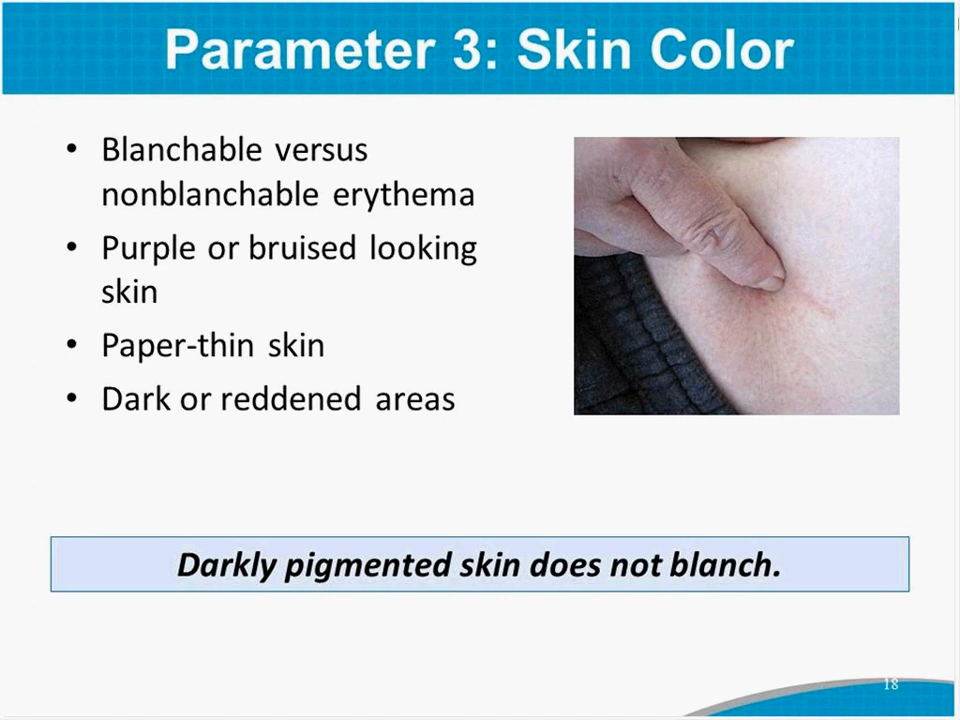 Parameter 3: Skin Color
• Blanchable versus
nonblanchable erythema
• Purple or bruised looking
skin
• Paper-thin skin
• Dark or reddened areas
Darkly pigmented skin does not blanch.
18